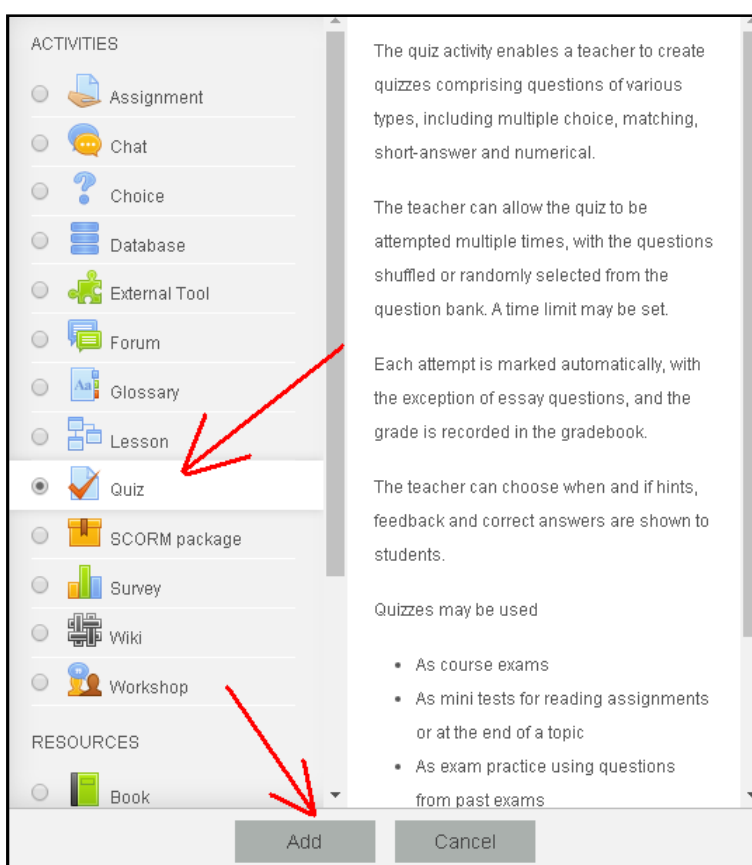 ACTIVITIES
Assignment
Chat
Choice
Database
External Tool
Forum
Aa
Glossary
Lesson
Quiz
SCORM package
Survey
Wiki
Workshop
RESOURCES
Book
The quiz activity enables a teacher to create
quizzes comprising questions of various
types, including multiple choice, matching,
short-answer and numerical.
The teacher can allow the quiz to be
attempted multiple times, with the questions
shuffled or randomly selected from the
question bank. A time limit may be set.
Each attempt is marked automatically, with
the exception of essay questions, and the
grade is recorded in the gradebook.
The teacher can choose when and if hints,
feedback and correct answers are shown to
students.
Quizzes may be used
• As course exams
• As mini tests for reading assignments
or at the end of a topic
• As exam practice using questions
from past exams
Add
Cancel